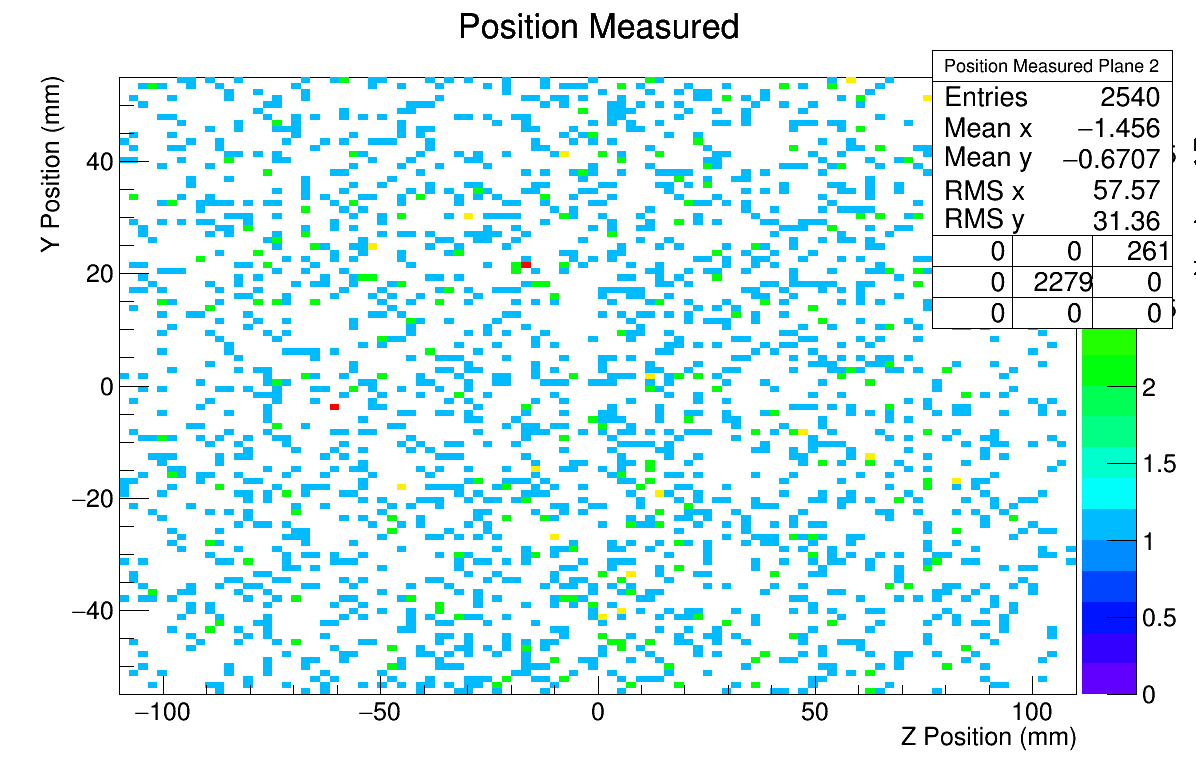 Position Measured
Position Measured Plane 2
Entries 2540
Mean x −1.456
Mean y −0.6707
RMS x 57.57
RMS y 31.36
0 0 261
0 2279 0
0 0 0
Y Position (mm)
40
20
0
−20
−40
2
1.5
1
0.5
0
−100 −50 0 50 100
Z Position (mm)